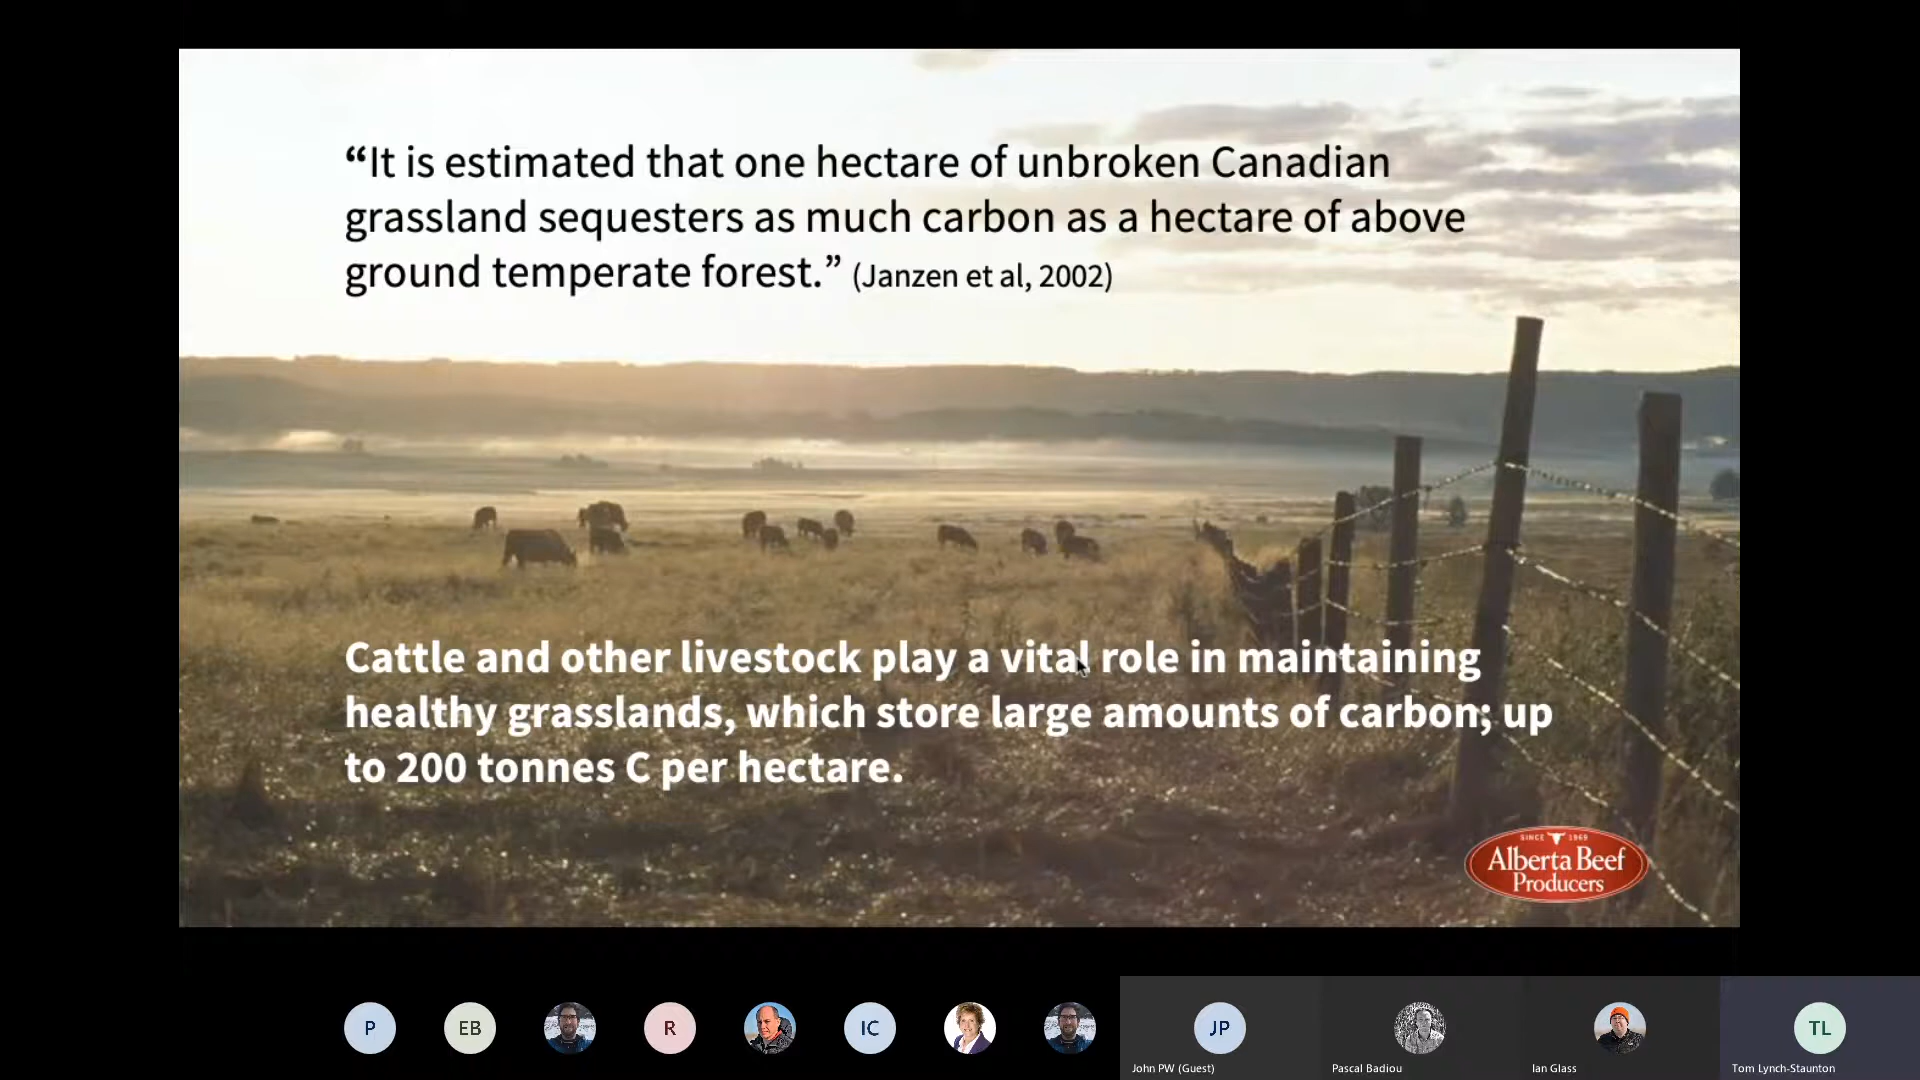 “It is estimated that one hectare of unbroken Canadian
grassland sequesters as much carbon as a hectare of above
ground temperate forest.” (Janzen et al, 2002)
Cattle and other livestock play a vital role in maintaining
healthy grasslands, which store large amounts of carbon; up
to 200 tonnes C per hectare.
SINCE 1969
Alberta Beef
Producers
P
EB
R
IC
JP
TL
John PW (Guest)
Pascal Badiou
Ian Glass
Tom Lynch-Staunton